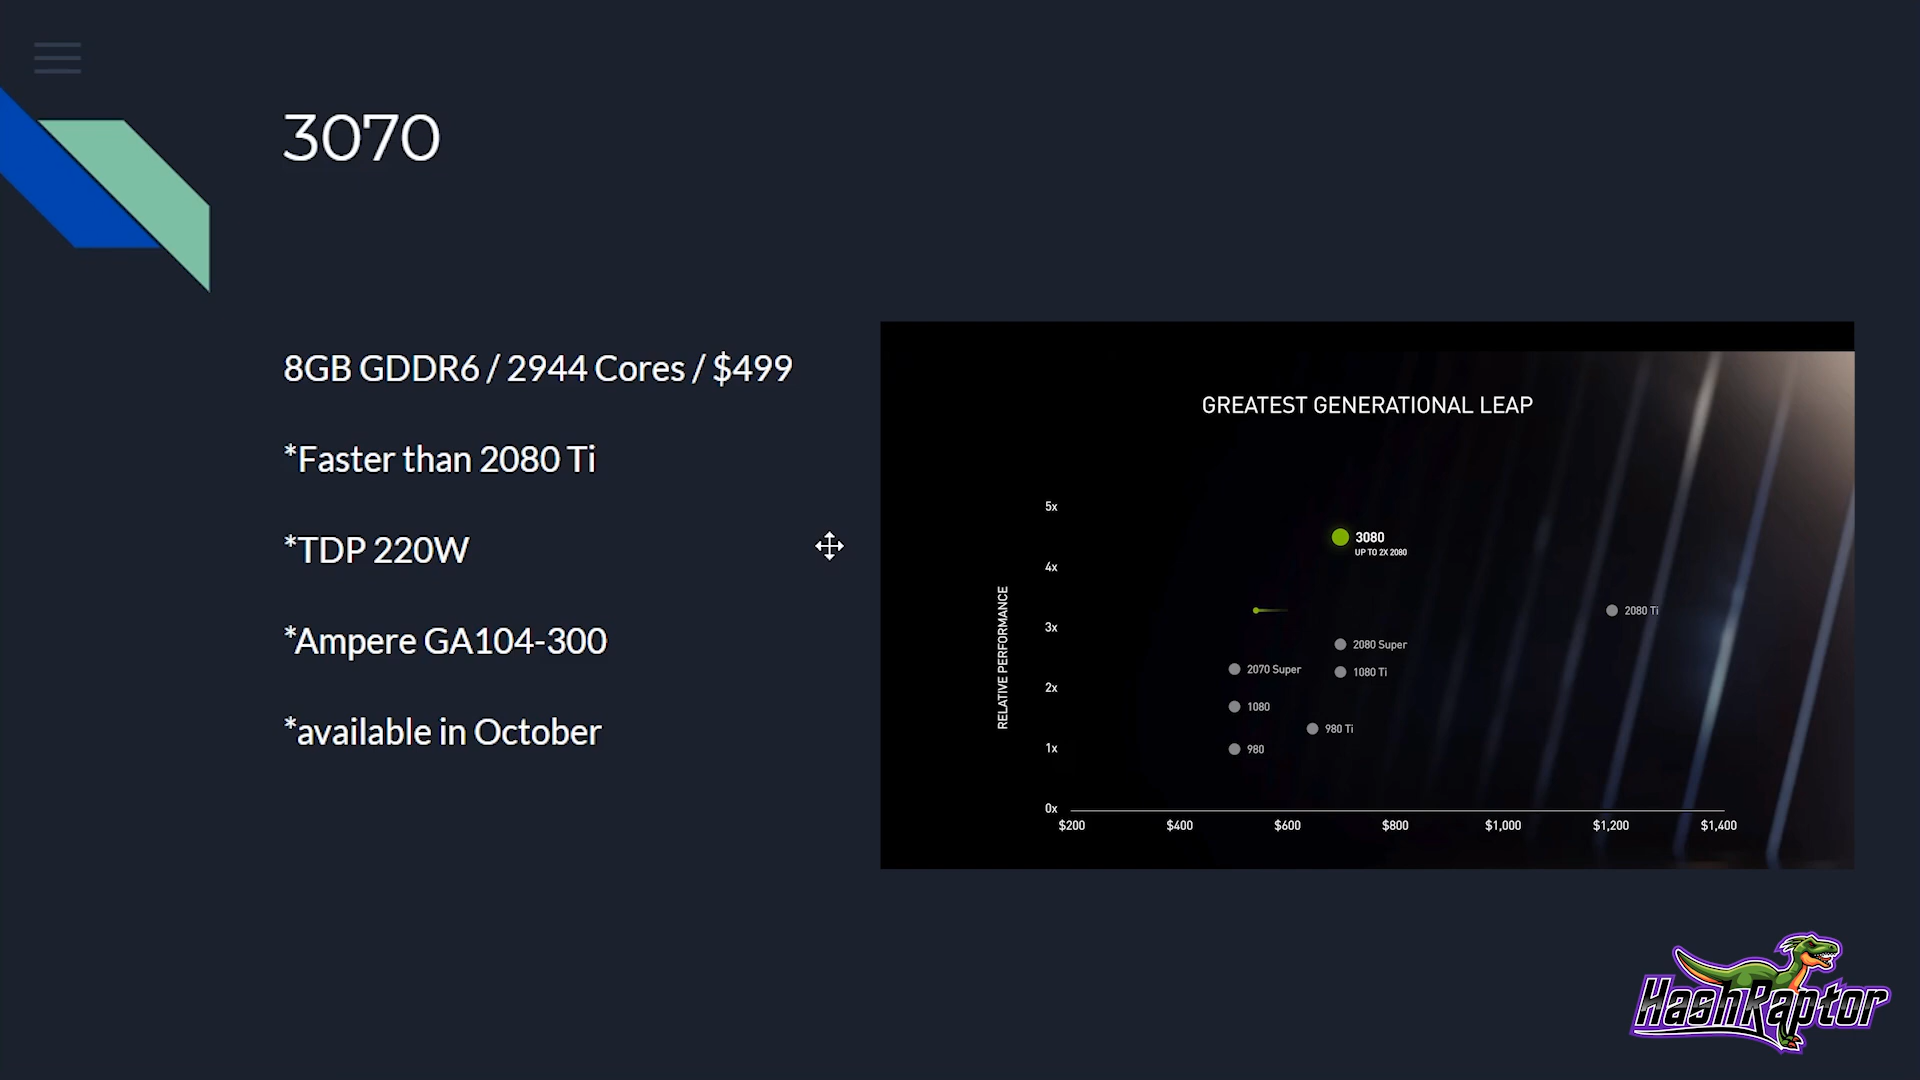 3070
8GB GDDR6 / 2944 Cores / $499
*Faster than 2080 Ti
*TDP 220W
*Ampere GA104-300
*available in October
GREATEST GENERATIONAL LEAP
RELATIVE PERFORMANCE
5x
4x
3x
2x
1x
0x
3080
UP TO 2X 2080
2080 Ti
2080 Super
2070 Super
1080 Ti
1080
980 Ti
980
$200
$400
$600
$800
$1,000
$1,200
$1,400
HashRaptor